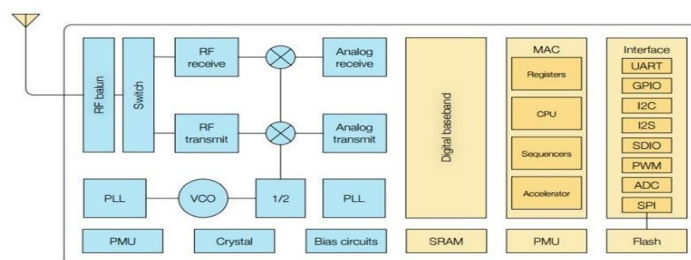 RF balun
Switch
RF
receive
Analog
receive
RF
transmit
Analog
transmit
PLL
VCO
1/2
PLL
PMU
Crystal
Bias circuits
Digital baseband
SRAM
MAC
Registers
CPU
Sequencers
Accelerator
PMU
Interface
UART
GPIO
I2C
I2S
SDIO
PWM
ADC
SPI
Flash